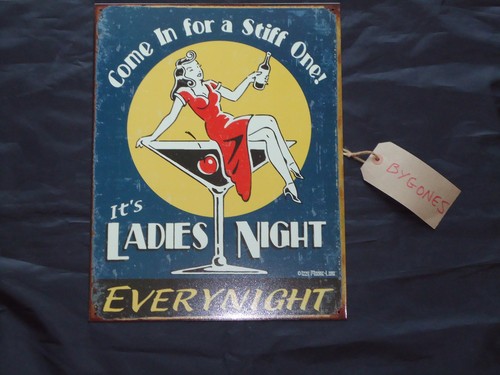 Come In for a Stiff One!
It's
LADIES NIGHT
EVERYNIGHT
BYGONES